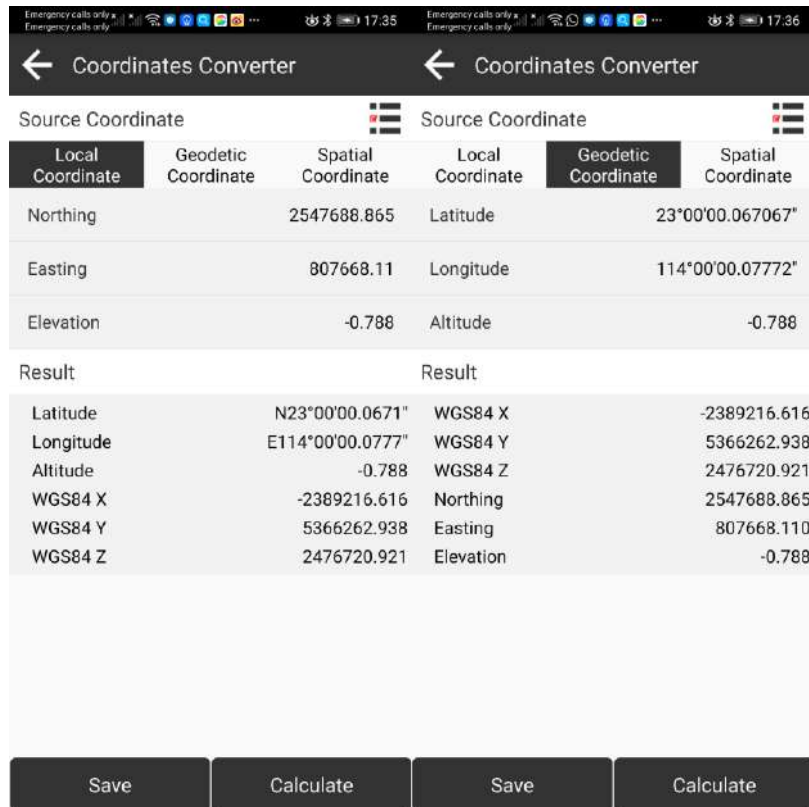 Emergency calls only
Emergency calls only
17:35
Coordinates Converter
Source Coordinate
Local Coordinate
Geodetic Coordinate
Spatial Coordinate
Northing 2547688.865
Easting 807668.11
Elevation -0.788
Result
Latitude N23°00'00.0671"
Longitude E114°00'00.0777"
Altitude -0.788
WGS84 X -2389216.616
WGS84 Y 5366262.938
WGS84 Z 2476720.921
Save Calculate
Emergency calls only
Emergency calls only
17:36
Coordinates Converter
Source Coordinate
Local Coordinate
Geodetic Coordinate
Spatial Coordinate
Latitude 23°00'00.067067"
Longitude 114°00'00.07772"
Altitude -0.788
Result
WGS84 X -2389216.616
WGS84 Y 5366262.938
WGS84 Z 2476720.921
Northing 2547688.865
Easting 807668.110
Elevation -0.788
Save Calculate